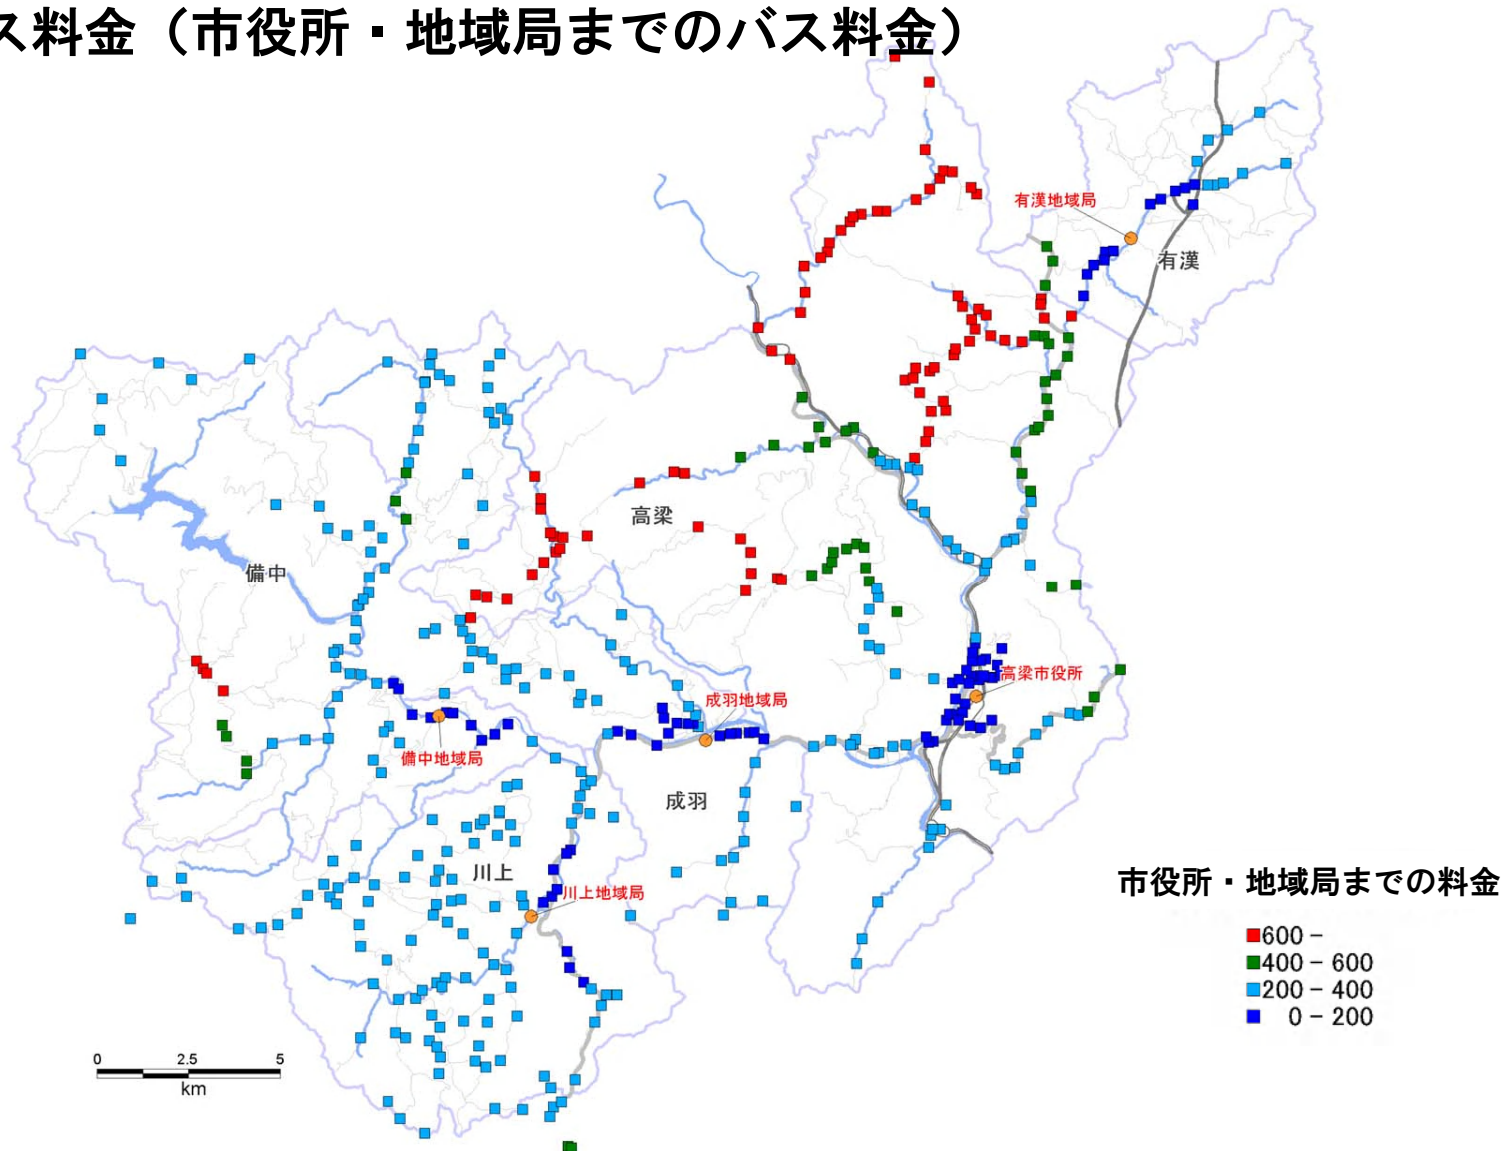 ス料金（市役所・地域局までのバス料金）
有漢地域局
有漢
高梁
備中
高梁市役所
成羽地域局
備中地域局
成羽
川上
川上地域局
市役所・地域局までの料金
600 -
400 - 600
200 - 400
0 - 200
0 2.5 5
km